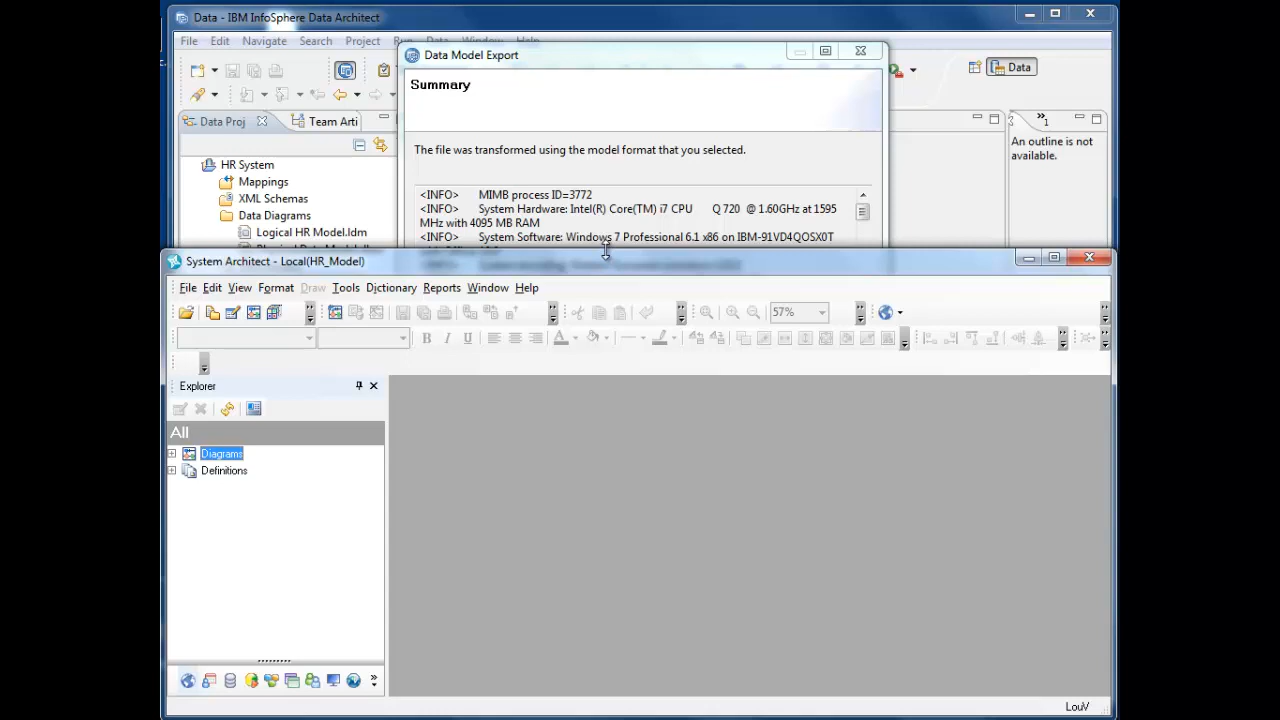 Data - IBM InfoSphere Data Architect
File Edit Navigate Search Project Run Data Window Help
Data Model Export
Data
Summary
Data Proj
Team Arti
»1
The file was transformed using the model format that you selected.
An outline is not
available.
HR System
Mappings
XML Schemas
Data Diagrams
Logical HR Model.ldm
<INFO> MIMB process ID=3772
<INFO> System Hardware: Intel(R) Core(TM) i7 CPU Q 720 @ 1.60GHz at 1595
MHz with 4095 MB RAM
<INFO> System Software: Windows 7 Professional 6.1 x86 on IBM-91VD4QOSX0T
System Architect - Local(HR_Model)
File Edit View Format Draw Tools Dictionary Reports Window Help
57%
B I U A
Explorer
All
Diagrams
Definitions
LouV